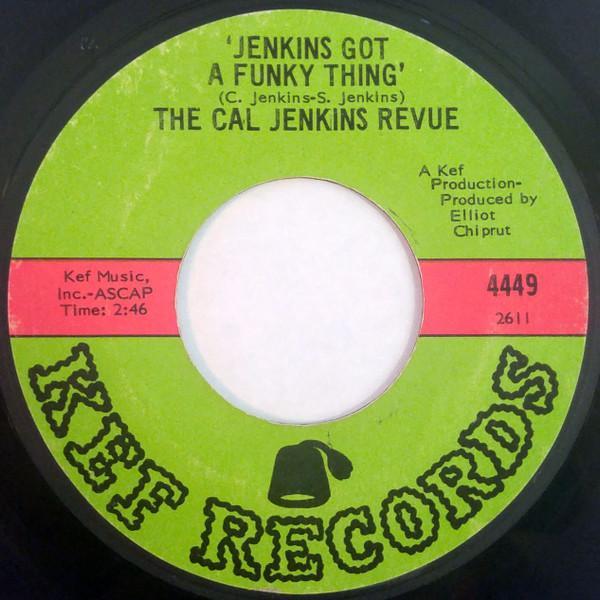 'JENKINS GOT
A FUNKY THING'
(C. Jenkins-S. Jenkins)
THE CAL JENKINS REVUE
A Kef
Production-
Produced by
Elliot
Chiprut
Kef Music,
Inc.-ASCAP
Time: 2:46
4449
2611
KEF RECORDS